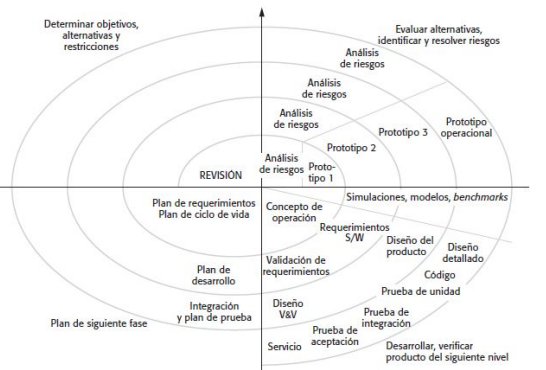 Determinar objetivos,
alternativas y
restricciones
Evaluar alternativas,
identificar y resolver riesgos
Análisis
de riesgos
Análisis
de riesgos
Análisis
de riesgos
Análisis
de riesgos
REVISIÓN
Proto-
tipo 1
Prototipo 2
Prototipo 3
Prototipo
operacional
Simulaciones, modelos, benchmarks
Plan de requerimientos
Plan de ciclo de vida
Concepto de
operación
Requerimientos
S/W
Diseño del
producto
Diseño
detallado
Plan de
desarrollo
Validación de
requerimientos
Código
Prueba de unidad
Integración
y plan de prueba
Diseño
V&V
Prueba de
integración
Plan de siguiente fase
Prueba de
aceptación
Servicio
Desarrollar, verificar
producto del siguiente nivel